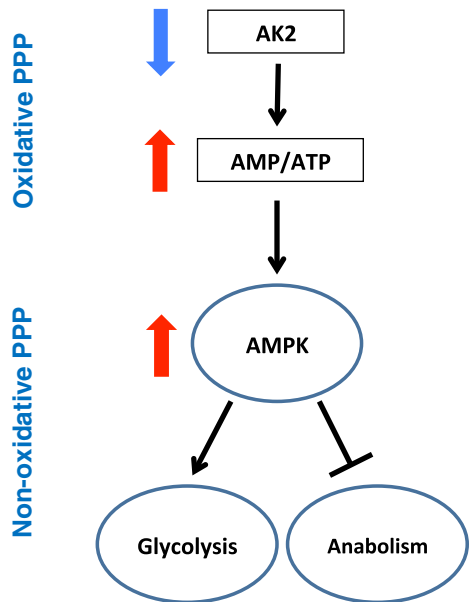 Oxidative PPP
AK2
AMP/ATP
Non-oxidative PPP
AMPK
Glycolysis
Anabolism